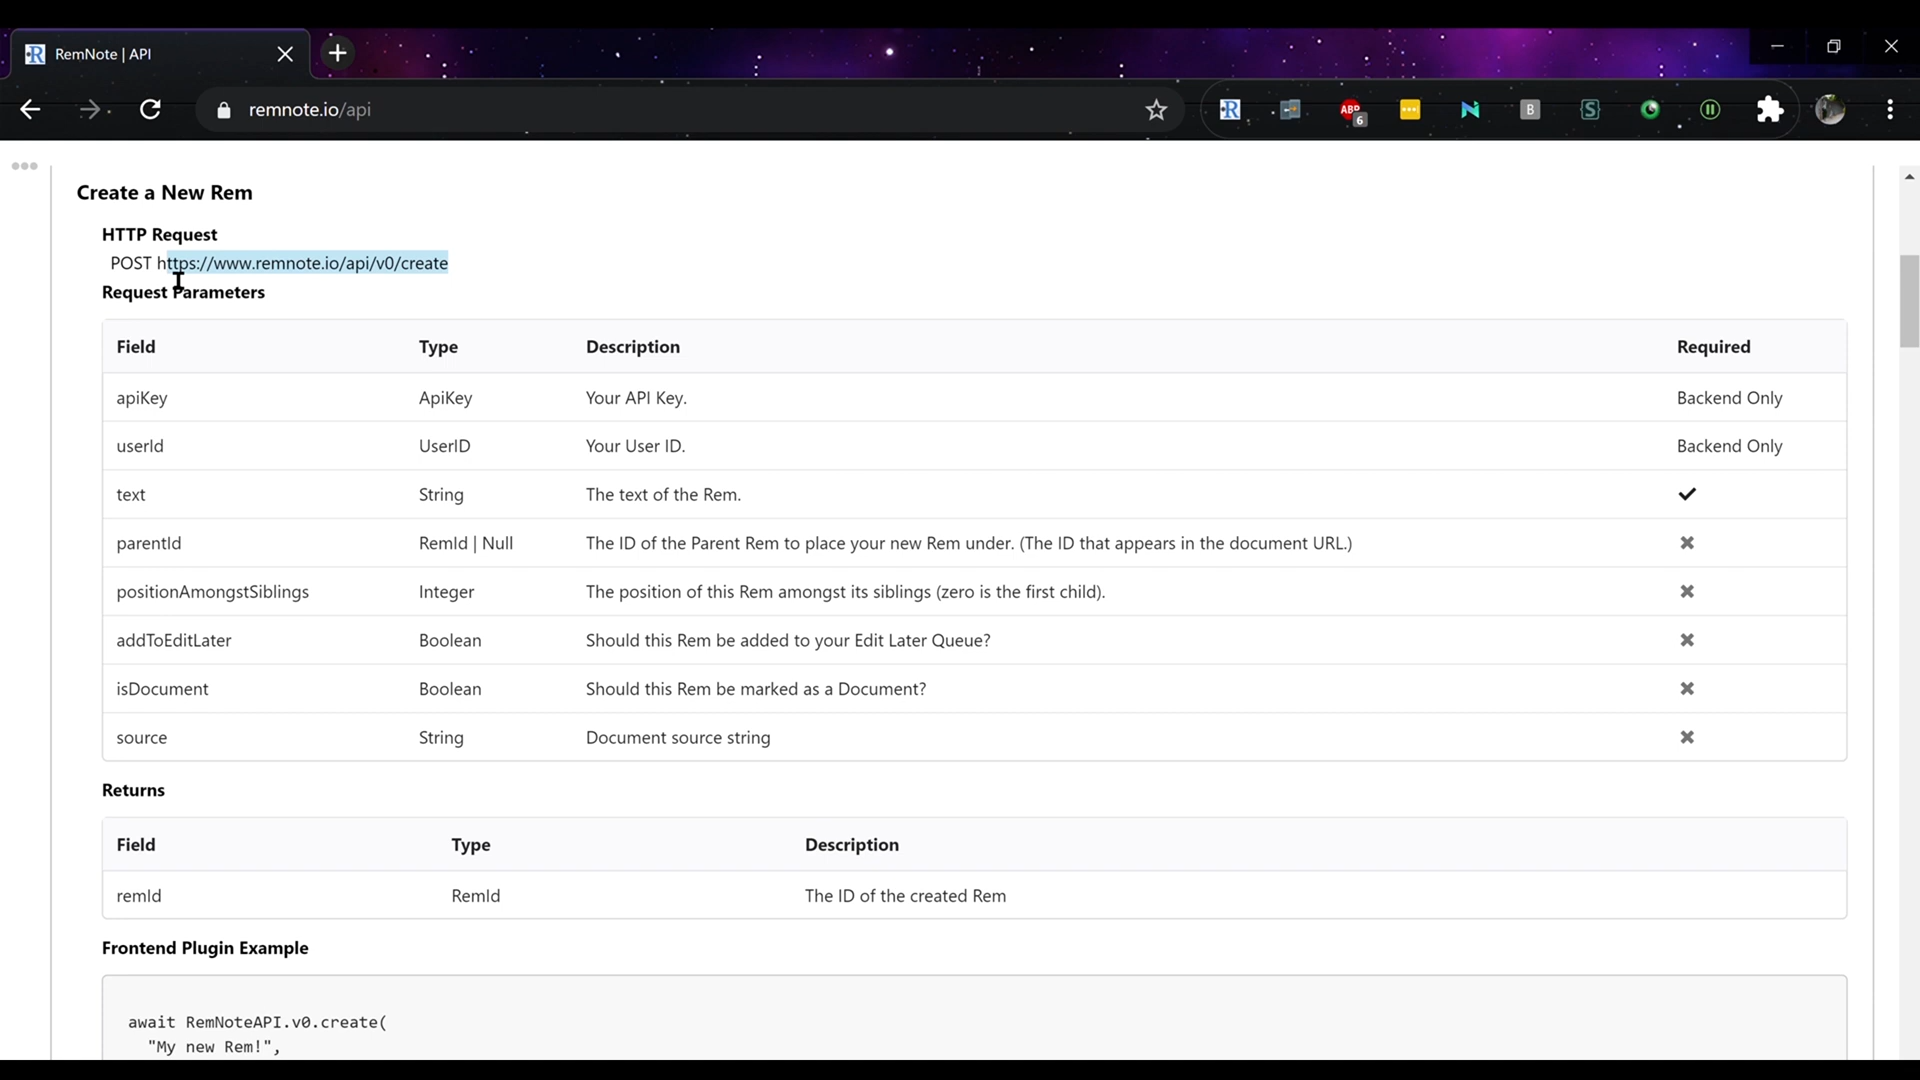 RemNote | API
remnote.io/api
ABP
6
B
S
Create a New Rem
HTTP Request
POST https://www.remnote.io/api/v0/create
Request Parameters
Field Type Description Required
apiKey ApiKey Your API Key. Backend Only
userId UserID Your User ID. Backend Only
text String The text of the Rem.
parentId RemId | Null The ID of the Parent Rem to place your new Rem under. (The ID that appears in the document URL.)
positionAmongstSiblings Integer The position of this Rem amongst its siblings (zero is the first child).
addToEditLater Boolean Should this Rem be added to your Edit Later Queue?
isDocument Boolean Should this Rem be marked as a Document?
source String Document source string
Returns
Field Type Description
remId RemId The ID of the created Rem
Frontend Plugin Example
await RemNoteAPI.v0.create(
"My new Rem!",